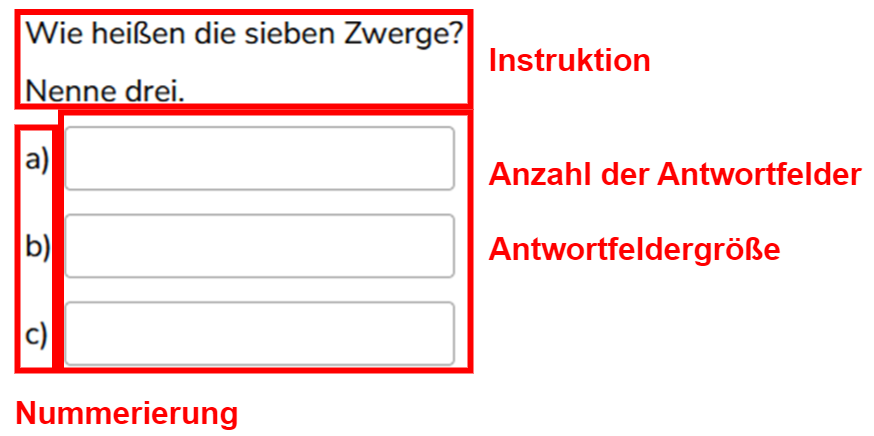 Wie heißen die sieben Zwerge?
Nenne drei.
Instruktion
a)
Anzahl der Antwortfelder
b)
Antwortfeldergröße
c)
Nummerierung